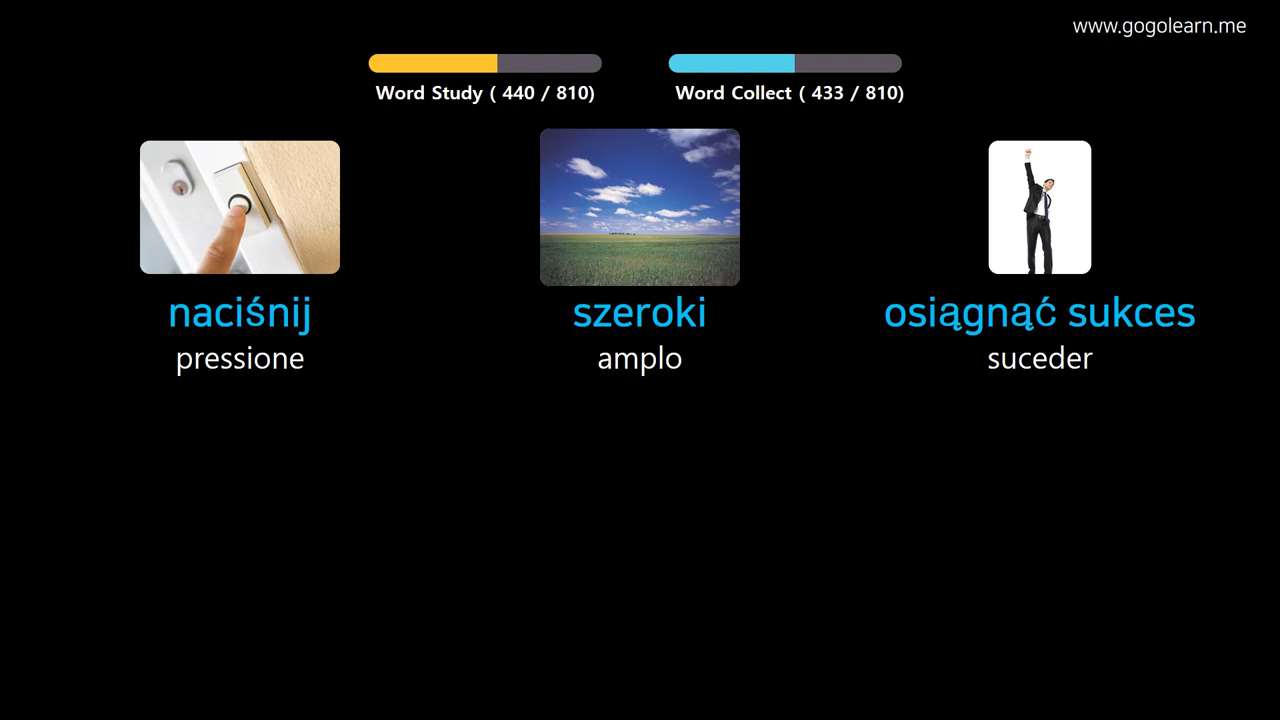 www.gogolearn.me
Word Study ( 440 / 810)
Word Collect ( 433 / 810)
naciśnij
pressione
szeroki
amplo
osiągnąć sukces
suceder